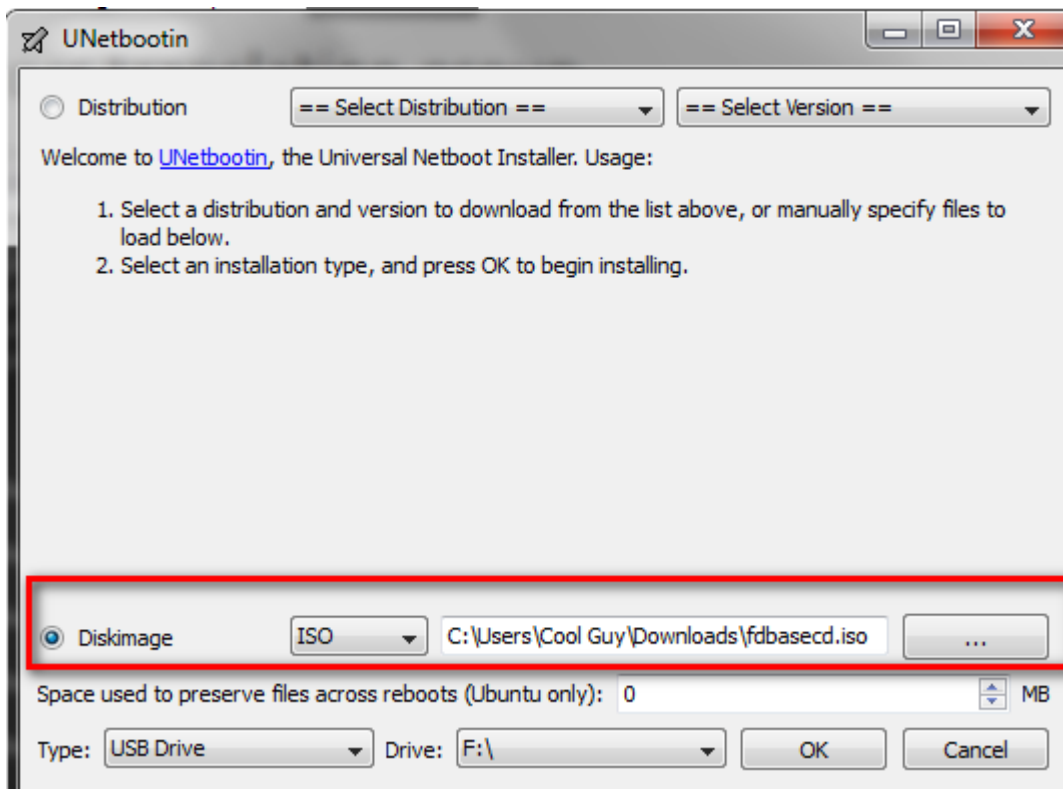 UNetbootin
Distribution == Select Distribution == == Select Version ==
Welcome to UNetbootin, the Universal Netboot Installer. Usage:
1. Select a distribution and version to download from the list above, or manually specify files to
load below.
2. Select an installation type, and press OK to begin installing.
Diskimage ISO C:\Users\Cool Guy\Downloads\fdbasecd.iso ...
Space used to preserve files across reboots (Ubuntu only): 0 MB
Type: USB Drive Drive: F:\ OK Cancel